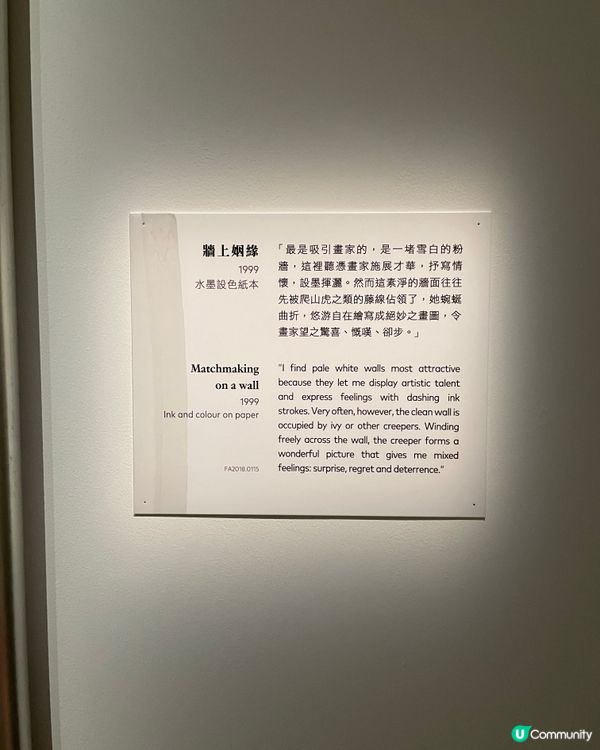 牆上姻緣
1999
水墨設色紙本
「最是吸引畫家的，是一堵雪白的粉
牆，這裡聽憑畫家施展才華，抒寫情
懷，設墨揮灑。然而這素淨的牆面往往
先被爬山虎之類的藤線佔領了，她蜿蜒
曲折，悠游自在繪寫成絕妙之畫圖，令
畫家望之驚喜、慨嘆、卻步。」
Matchmaking
on a wall
1999
Ink and colour on paper
FA2018.0115
"I find pale white walls most attractive
because they let me display artistic talent
and express feelings with dashing ink
strokes. Very often, however, the clean wall is
occupied by ivy or other creepers. Winding
freely across the wall, the creeper forms a
wonderful picture that gives me mixed
feelings: surprise, regret and deterrence."
U Community